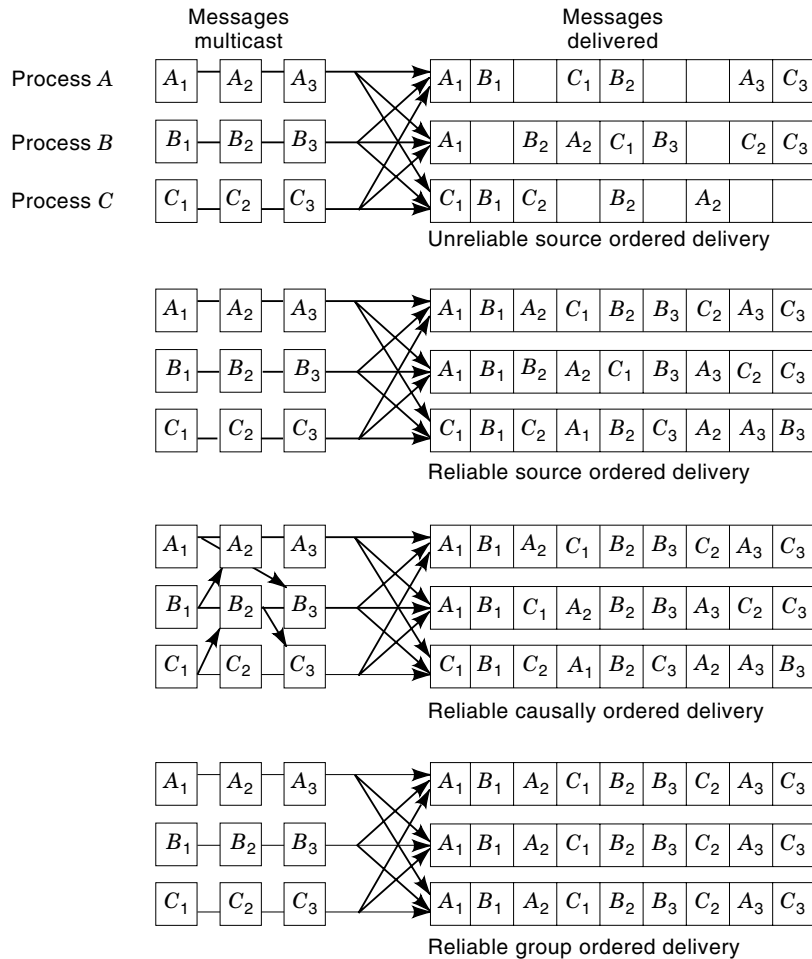 Messages multicast
Messages delivered
Process A A₁ A₂ A₃ A₁ B₁ C₁ B₂ A₃ C₃
Process B B₁ B₂ B₃ A₁ B₂ A₂ C₁ B₃ C₂ C₃
Process C C₁ C₂ C₃ C₁ B₁ C₂ B₂ A₂
Unreliable source ordered delivery
A₁ A₂ A₃ A₁ B₁ A₂ C₁ B₂ B₃ C₂ A₃ C₃
B₁ B₂ B₃ A₁ B₁ B₂ A₂ C₁ B₃ A₃ C₂ C₃
C₁ C₂ C₃ C₁ B₁ C₂ A₁ B₂ C₃ A₂ A₃ B₃
Reliable source ordered delivery
A₁ A₂ A₃ A₁ B₁ A₂ C₁ B₂ B₃ C₂ A₃ C₃
B₁ B₂ B₃ A₁ B₁ C₁ A₂ B₂ B₃ A₃ C₂ C₃
C₁ C₂ C₃ C₁ B₁ C₂ A₁ B₂ C₃ A₂ A₃ B₃
Reliable causally ordered delivery
A₁ A₂ A₃ A₁ B₁ A₂ C₁ B₂ B₃ C₂ A₃ C₃
B₁ B₂ B₃ A₁ B₁ A₂ C₁ B₂ B₃ C₂ A₃ C₃
C₁ C₂ C₃ A₁ B₁ A₂ C₁ B₂ B₃ C₂ A₃ C₃
Reliable group ordered delivery